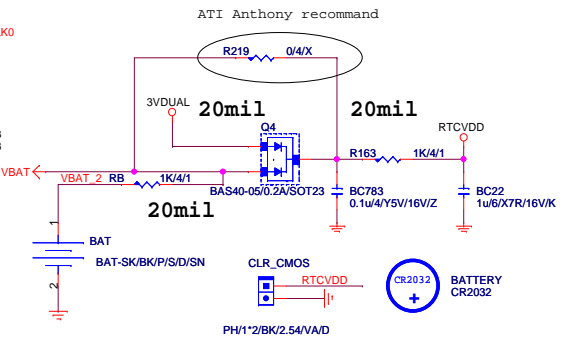 ATI Anthony recommand
K0
R219 0/4/X
3VDUAL
20mil 20mil
Q4
RTCVDD
R163 1K/4/1
VBAT
VBAT_2 RB 1K/4/1
BAS40-05/0.2A/SOT23
BC783
0.1u/4/Y5V/16V/Z
BC22
1u/6/X7R/16V/K
20mil
1
BAT
BAT-SK/BK/P/S/D/SN
2
CLR_CMOS
RTCVDD
CR2032
BATTERY
CR2032
PH/1*2/BK/2.54/VA/D